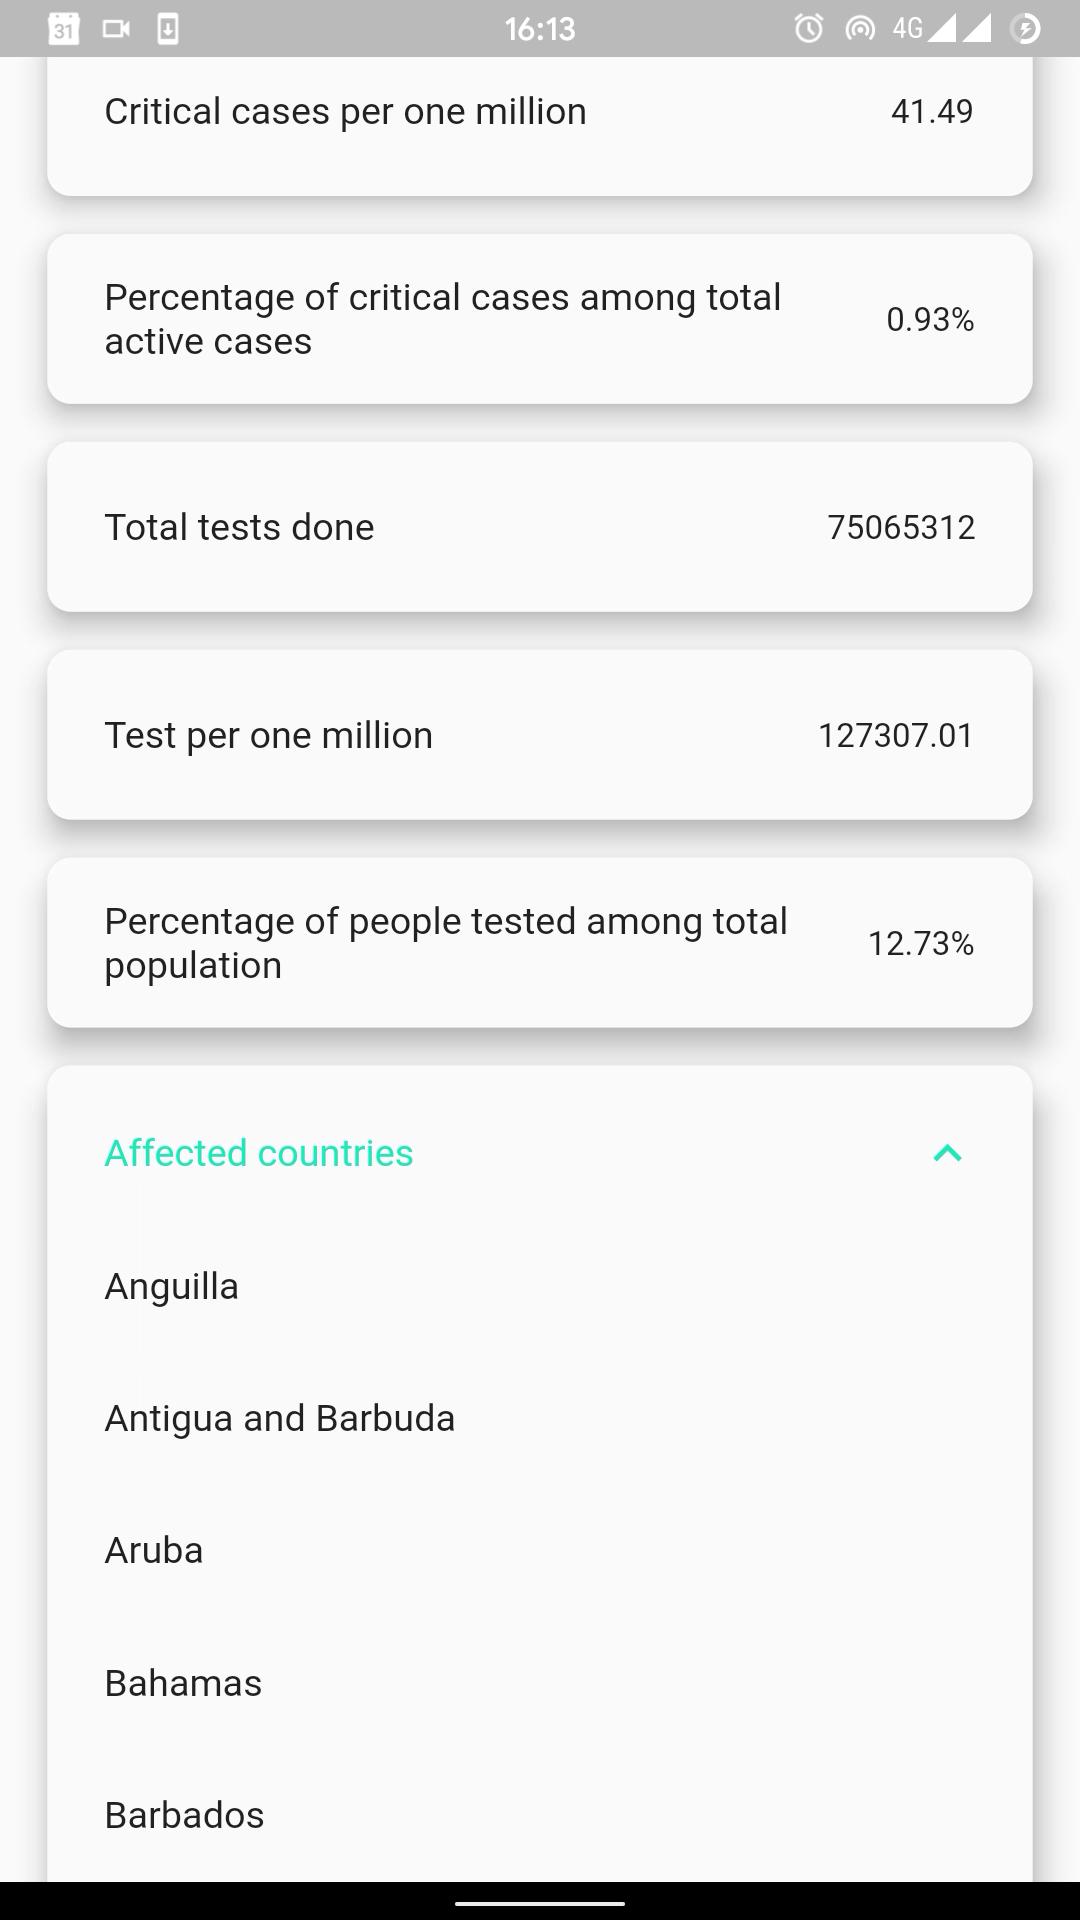 31 16:13 4G
Critical cases per one million 41.49
Percentage of critical cases among total
active cases 0.93%
Total tests done 75065312
Test per one million 127307.01
Percentage of people tested among total
population 12.73%
Affected countries
Anguilla
Antigua and Barbuda
Aruba
Bahamas
Barbados